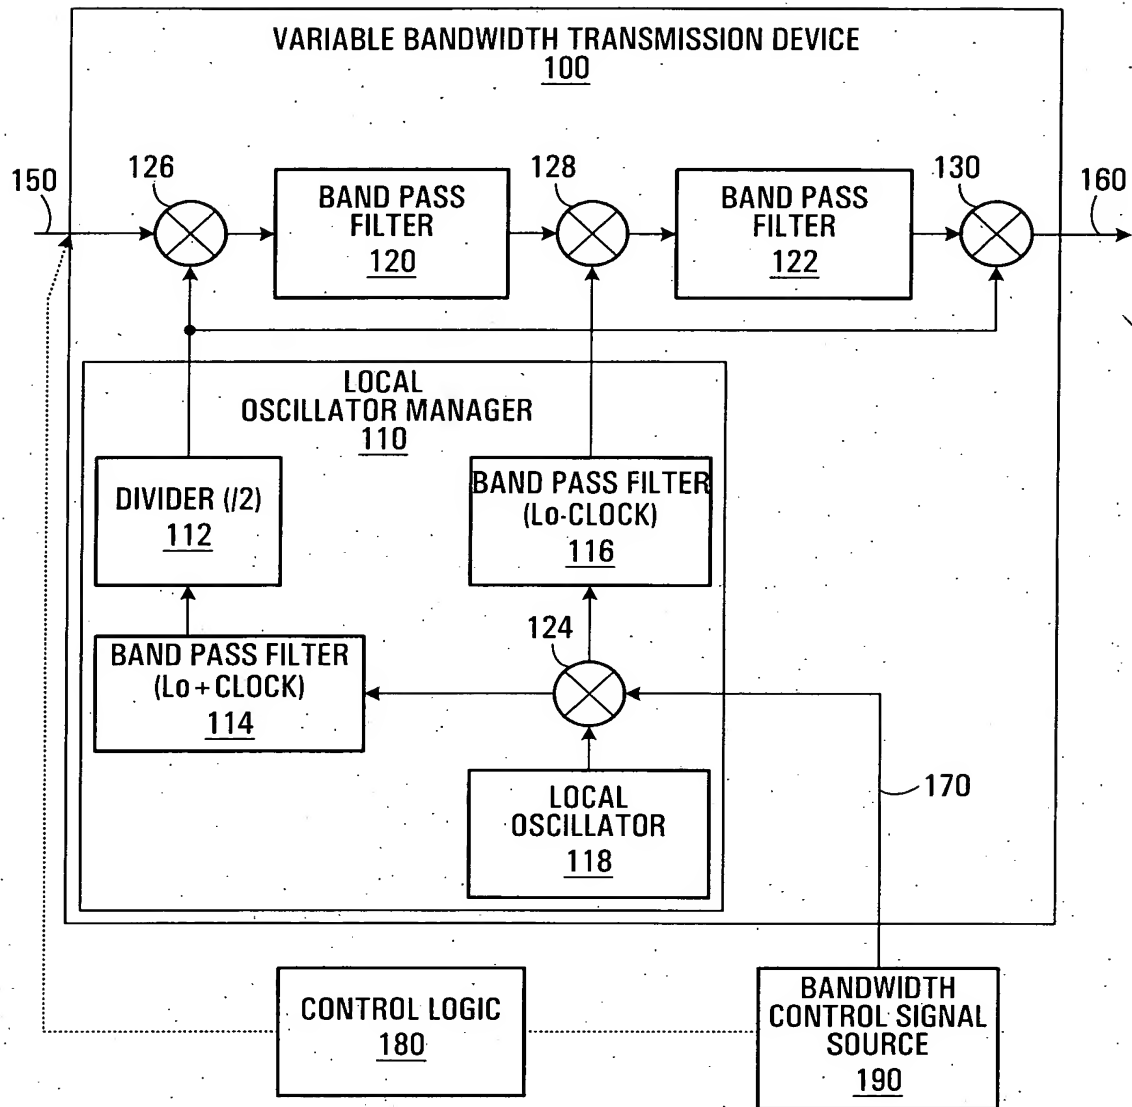 VARIABLE BANDWIDTH TRANSMISSION DEVICE
100
150
126
BAND PASS
FILTER
120
128
BAND PASS
FILTER
122
130
160
LOCAL
OSCILLATOR MANAGER
110
DIVIDER (/2)
112
BAND PASS FILTER
(Lo-CLOCK)
116
BAND PASS FILTER
(Lo+CLOCK)
114
124
LOCAL
OSCILLATOR
118
170
CONTROL LOGIC
180
BANDWIDTH
CONTROL SIGNAL
SOURCE
190